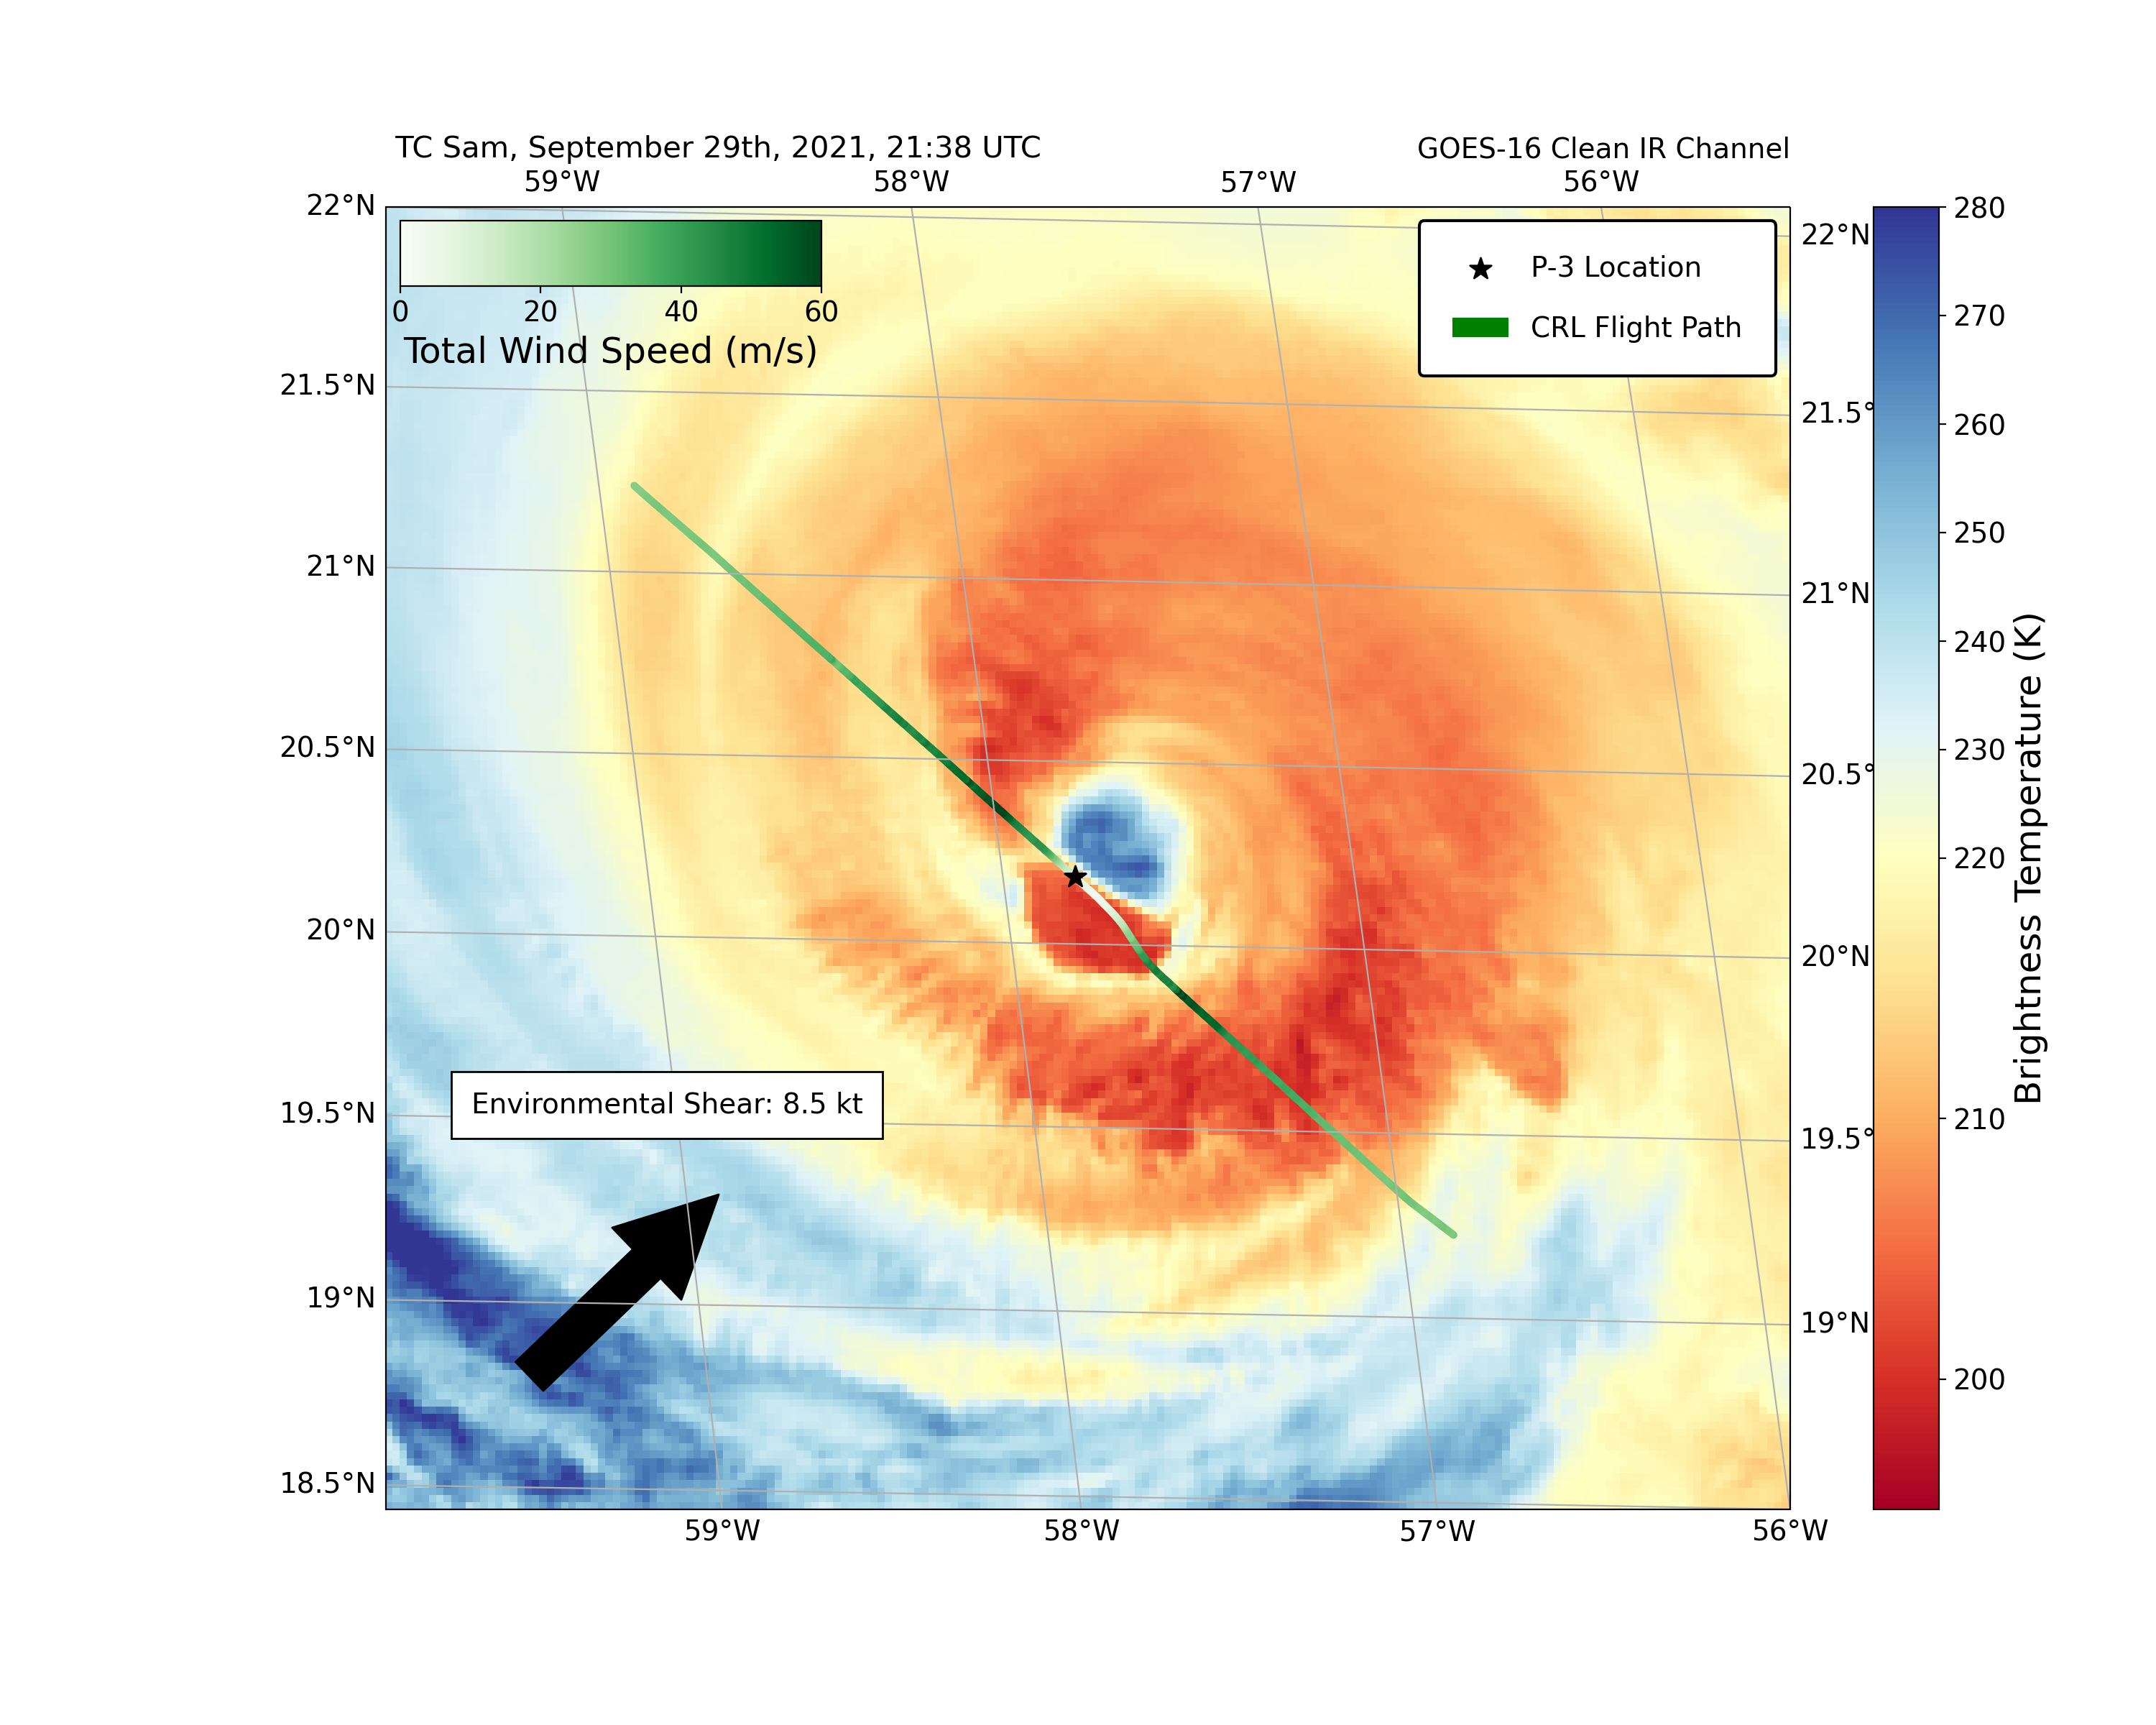 TC Sam, September 29th, 2021, 21:38 UTC
GOES-16 Clean IR Channel
59°W 58°W 57°W 56°W
22°N
21.5°N
21°N
20.5°N
20°N
19.5°N
19°N
18.5°N
0 20 40 60
Total Wind Speed (m/s)
P-3 Location
CRL Flight Path
Environmental Shear: 8.5 kt
22°N
21.5°
21°N
20.5°
20°N
19.5°
19°N
59°W 58°W 57°W 56°W
280
270
260
250
240
230
220
210
200
Brightness Temperature (K)